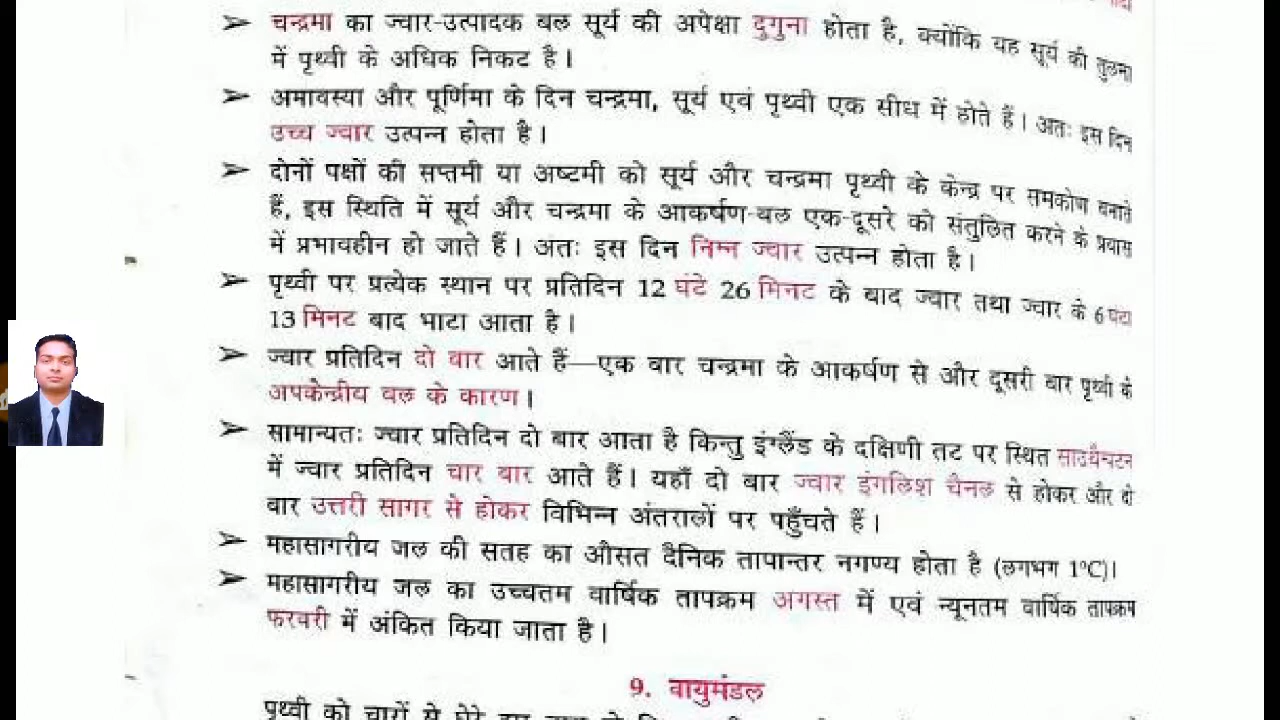 ➢ चन्द्रमा का ज्वार-उत्पादक बल सूर्य की अपेक्षा दुगुना होता है, क्योंकि यह सूर्य की तुलना
में पृथ्वी के अधिक निकट है।
➢ अमावस्या और पूर्णिमा के दिन चन्द्रमा, सूर्य एवं पृथ्वी एक सीध में होते हैं। अतः इस दिन
उच्च ज्वार उत्पन्न होता है।
➢ दोनों पक्षों की सप्तमी या अष्टमी को सूर्य और चन्द्रमा पृथ्वी के केन्द्र पर समकोण बनाते
हैं, इस स्थिति में सूर्य और चन्द्रमा के आकर्षण-बल एक-दूसरे को संतुलित करने के प्रयास
में प्रभावहीन हो जाते हैं। अतः इस दिन निम्न ज्वार उत्पन्न होता है।
➢ पृथ्वी पर प्रत्येक स्थान पर प्रतिदिन 12 घंटे 26 मिनट के बाद ज्वार तथा ज्वार के 6 घंटा
13 मिनट बाद भाटा आता है।
➢ ज्वार प्रतिदिन दो बार आते हैं—एक बार चन्द्रमा के आकर्षण से और दूसरी बार पृथ्वी के
अपकेन्द्रीय बल के कारण।
➢ सामान्यतः ज्वार प्रतिदिन दो बार आता है किन्तु इंग्लैंड के दक्षिणी तट पर स्थित साउथैम्पटन
में ज्वार प्रतिदिन चार बार आते हैं। यहाँ दो बार ज्वार इंगलिश चैनल से होकर और दो
बार उत्तरी सागर से होकर विभिन्न अंतरालों पर पहुँचते हैं।
➢ महासागरीय जल की सतह का औसत दैनिक तापान्तर नगण्य होता है (लगभग 1°C)।
➢ महासागरीय जल का उच्चतम वार्षिक तापक्रम अगस्त में एवं न्यूनतम वार्षिक तापक्रम
फरवरी में अंकित किया जाता है।
9. वायुमंडल
पृथ्वी को चारों